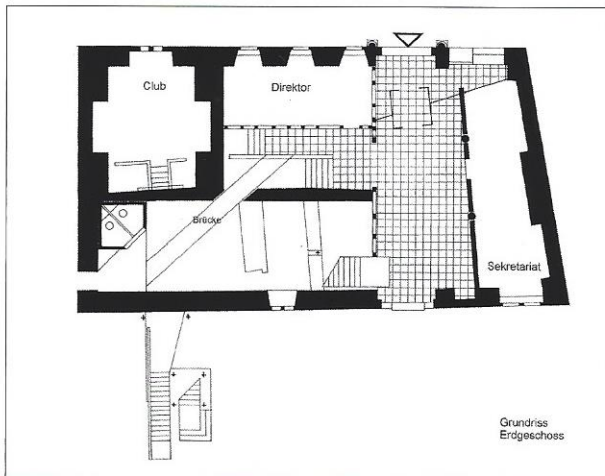 Club
Direktor
Brücke
Sekretariat
Grundriss
Erdgeschoss